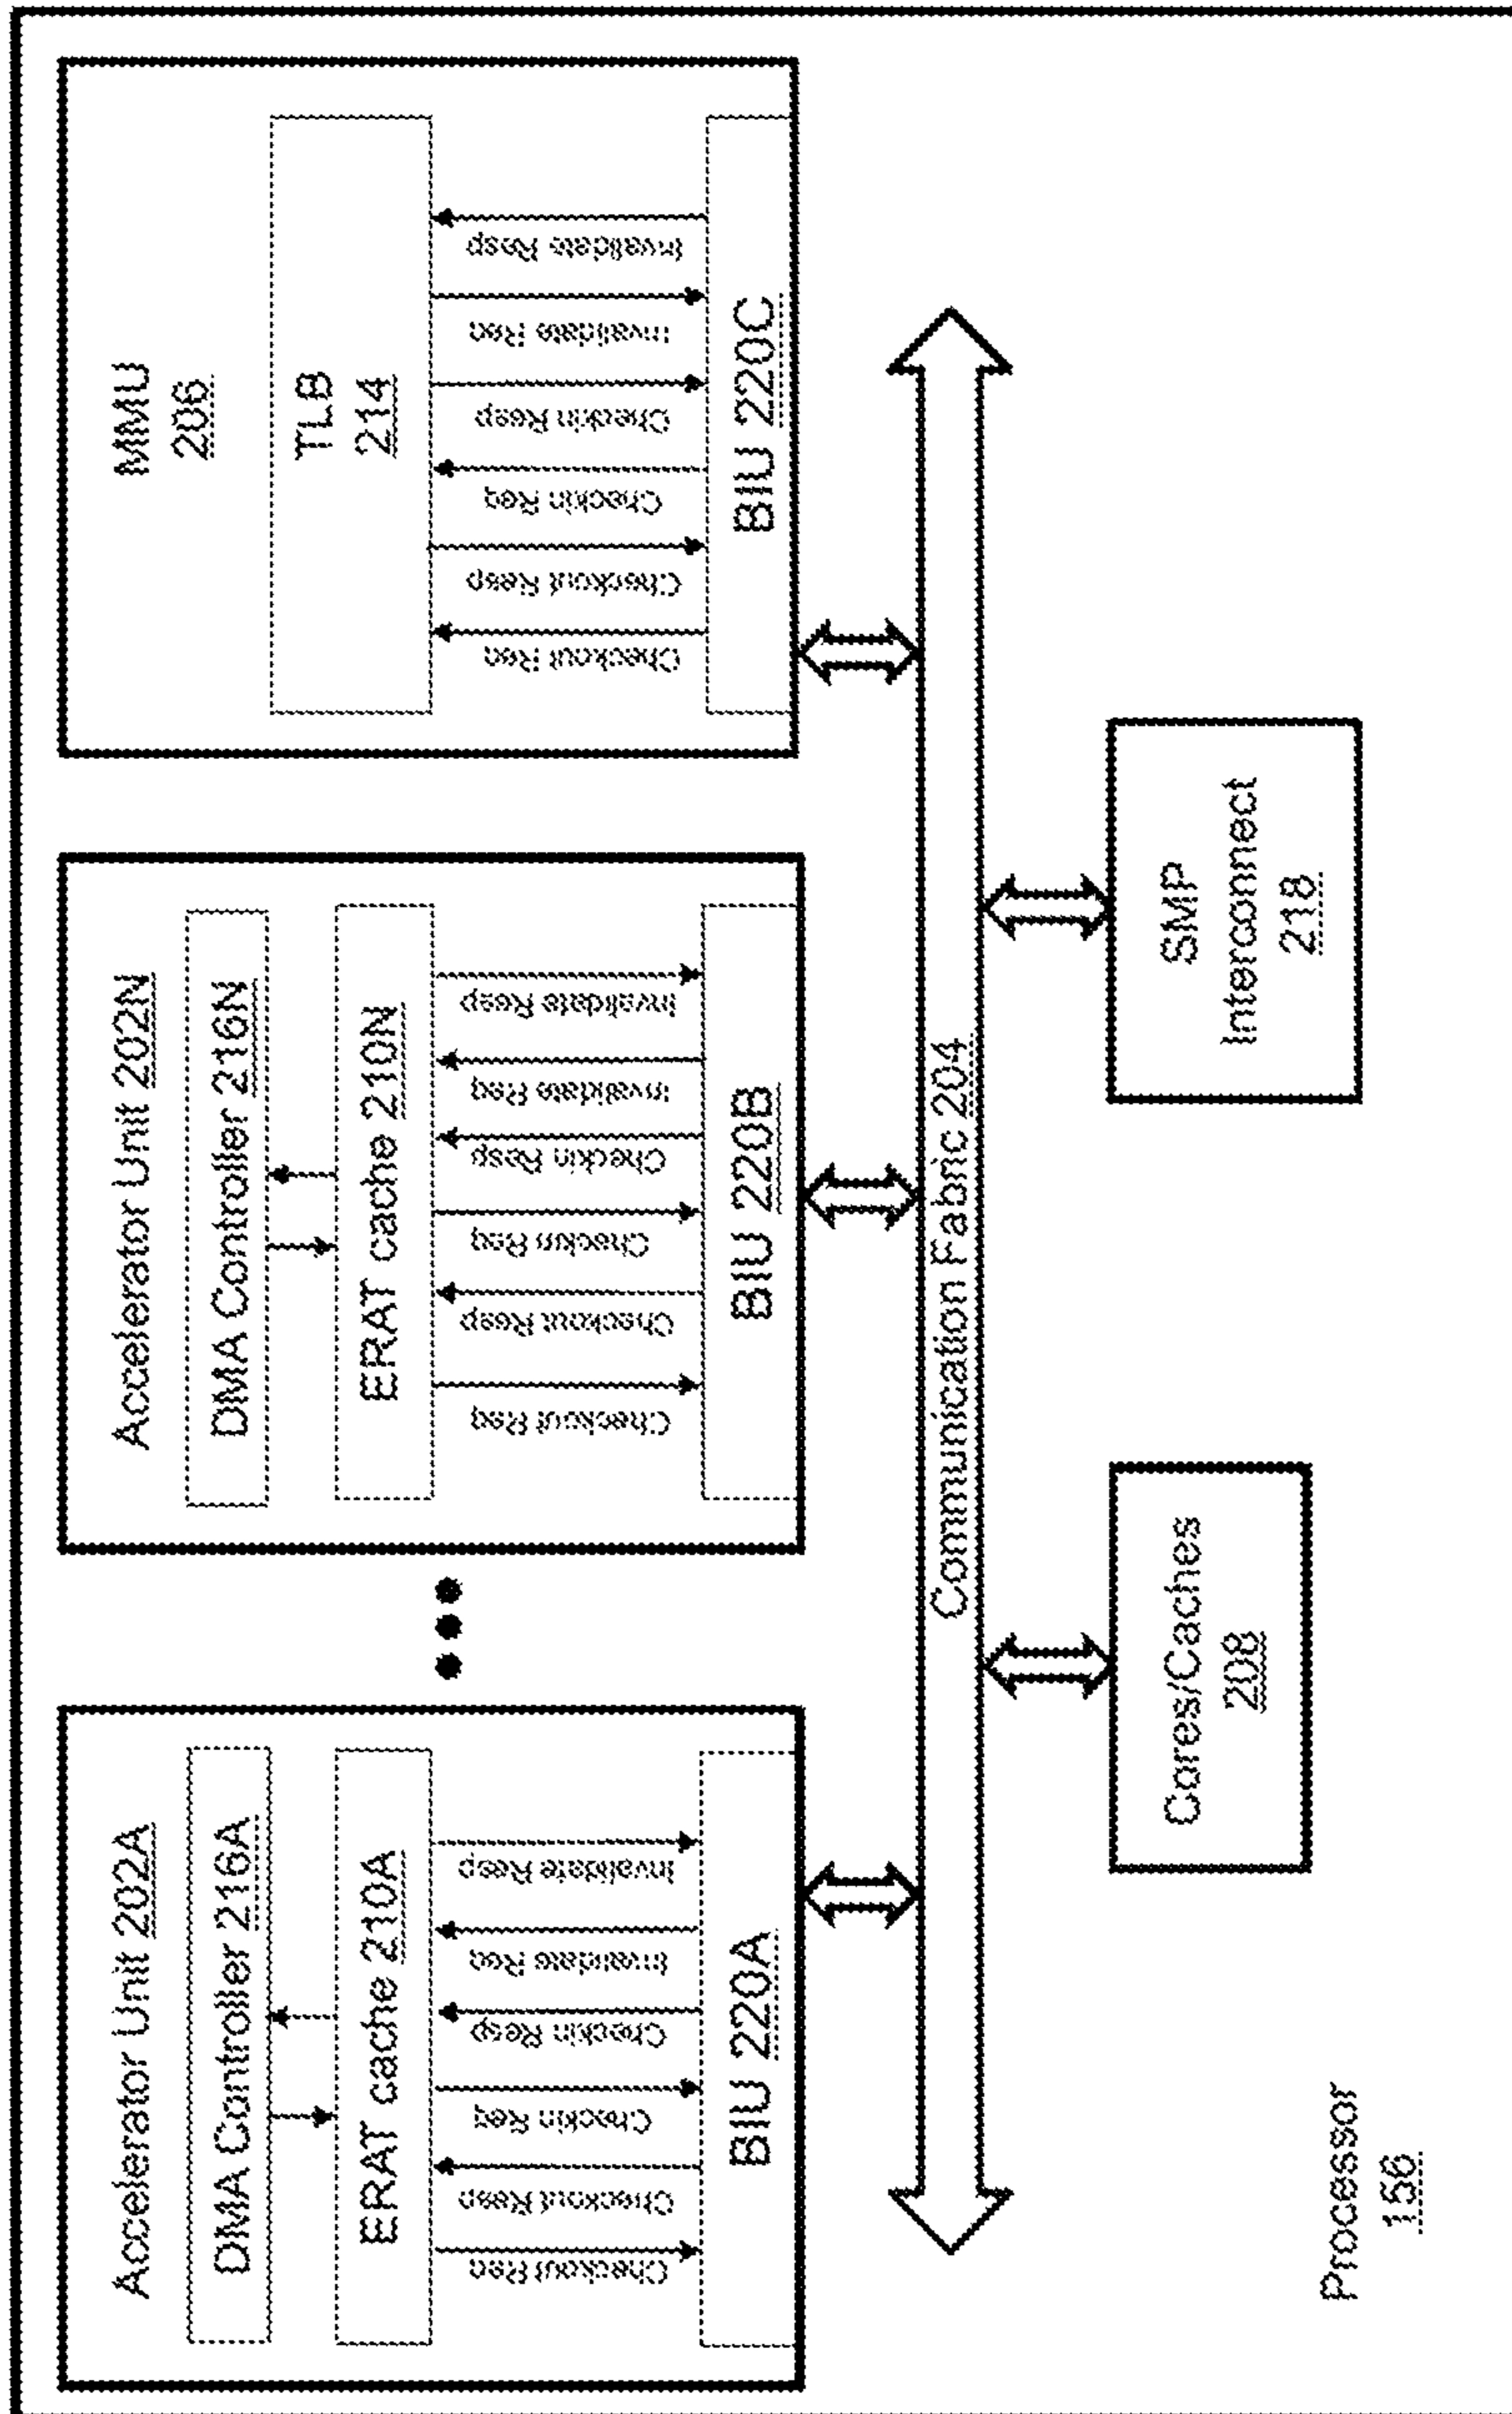 Accelerator Unit 202A
DMA Controller 216A
ERAT cache 210A
Checkout Req
Checkout Resp
Checkin Req
Checkin Resp
Invalidate Req
Invalidate Resp
BIU 220A
Accelerator Unit 202N
DMA Controller 216N
ERAT cache 210N
Checkout Req
Checkout Resp
Checkin Req
Checkin Resp
Invalidate Req
Invalidate Resp
BIU 220B
MMU
206
TLB
214
Checkout Req
Checkout Resp
Checkin Req
Checkin Resp
Invalidate Req
Invalidate Resp
BIU 220C
Communication Fabric 204
Cores/Caches
208
SMP
Interconnect
218
Processor
156